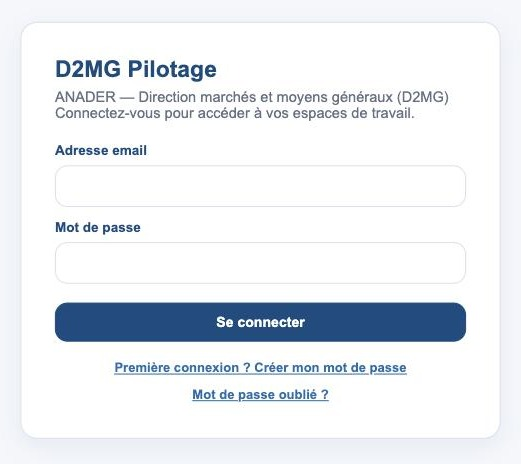 D2MG Pilotage
ANADER — Direction marchés et moyens généraux (D2MG)
Connectez-vous pour accéder à vos espaces de travail.
Adresse email
Mot de passe
Se connecter
Première connexion ? Créer mon mot de passe
Mot de passe oublié ?